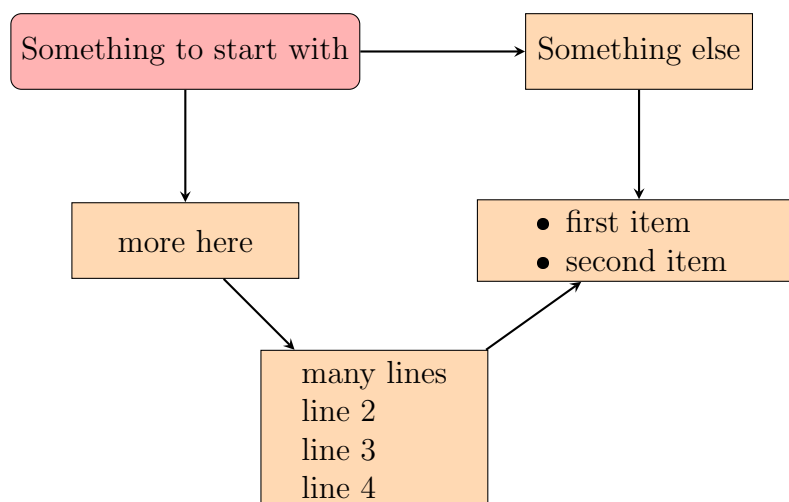 Something to start with
Something else
more here
• first item
• second item
many lines
line 2
line 3
line 4